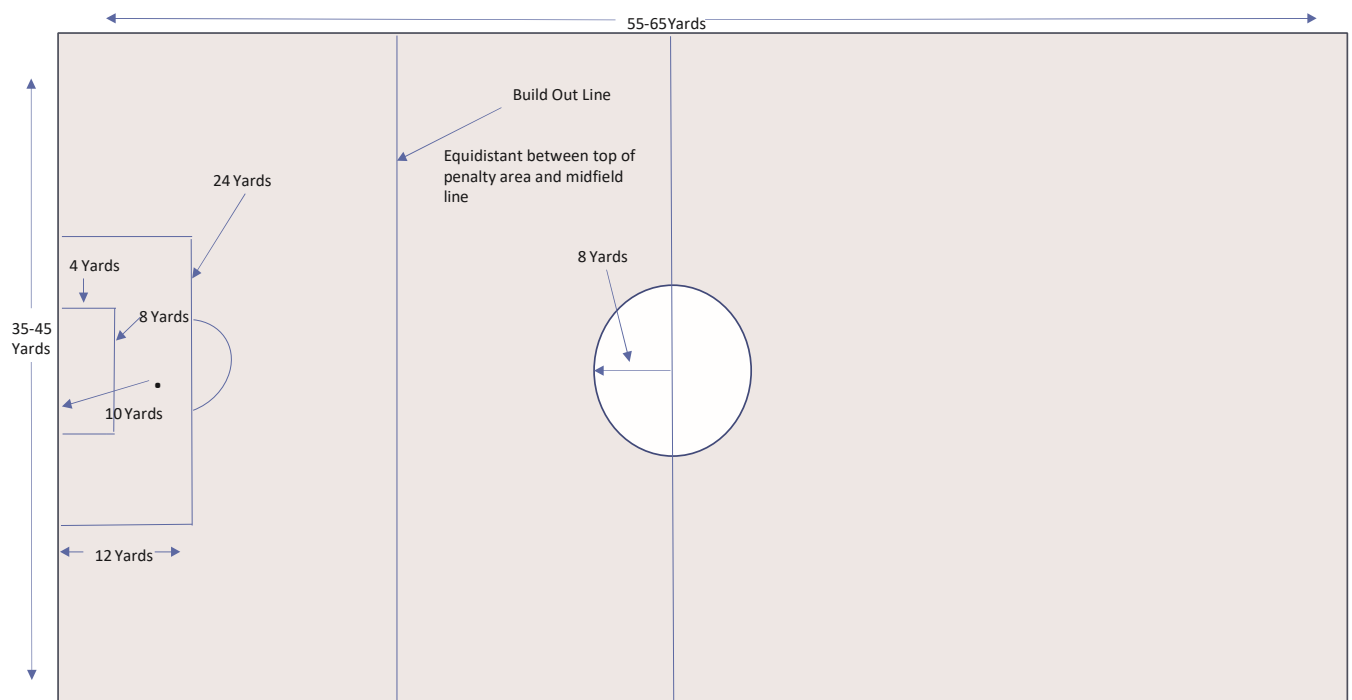 55-65Yards
Build Out Line
Equidistant between top of
penalty area and midfield
line
24 Yards
8 Yards
4 Yards
8 Yards
35-45
Yards
10 Yards
12 Yards